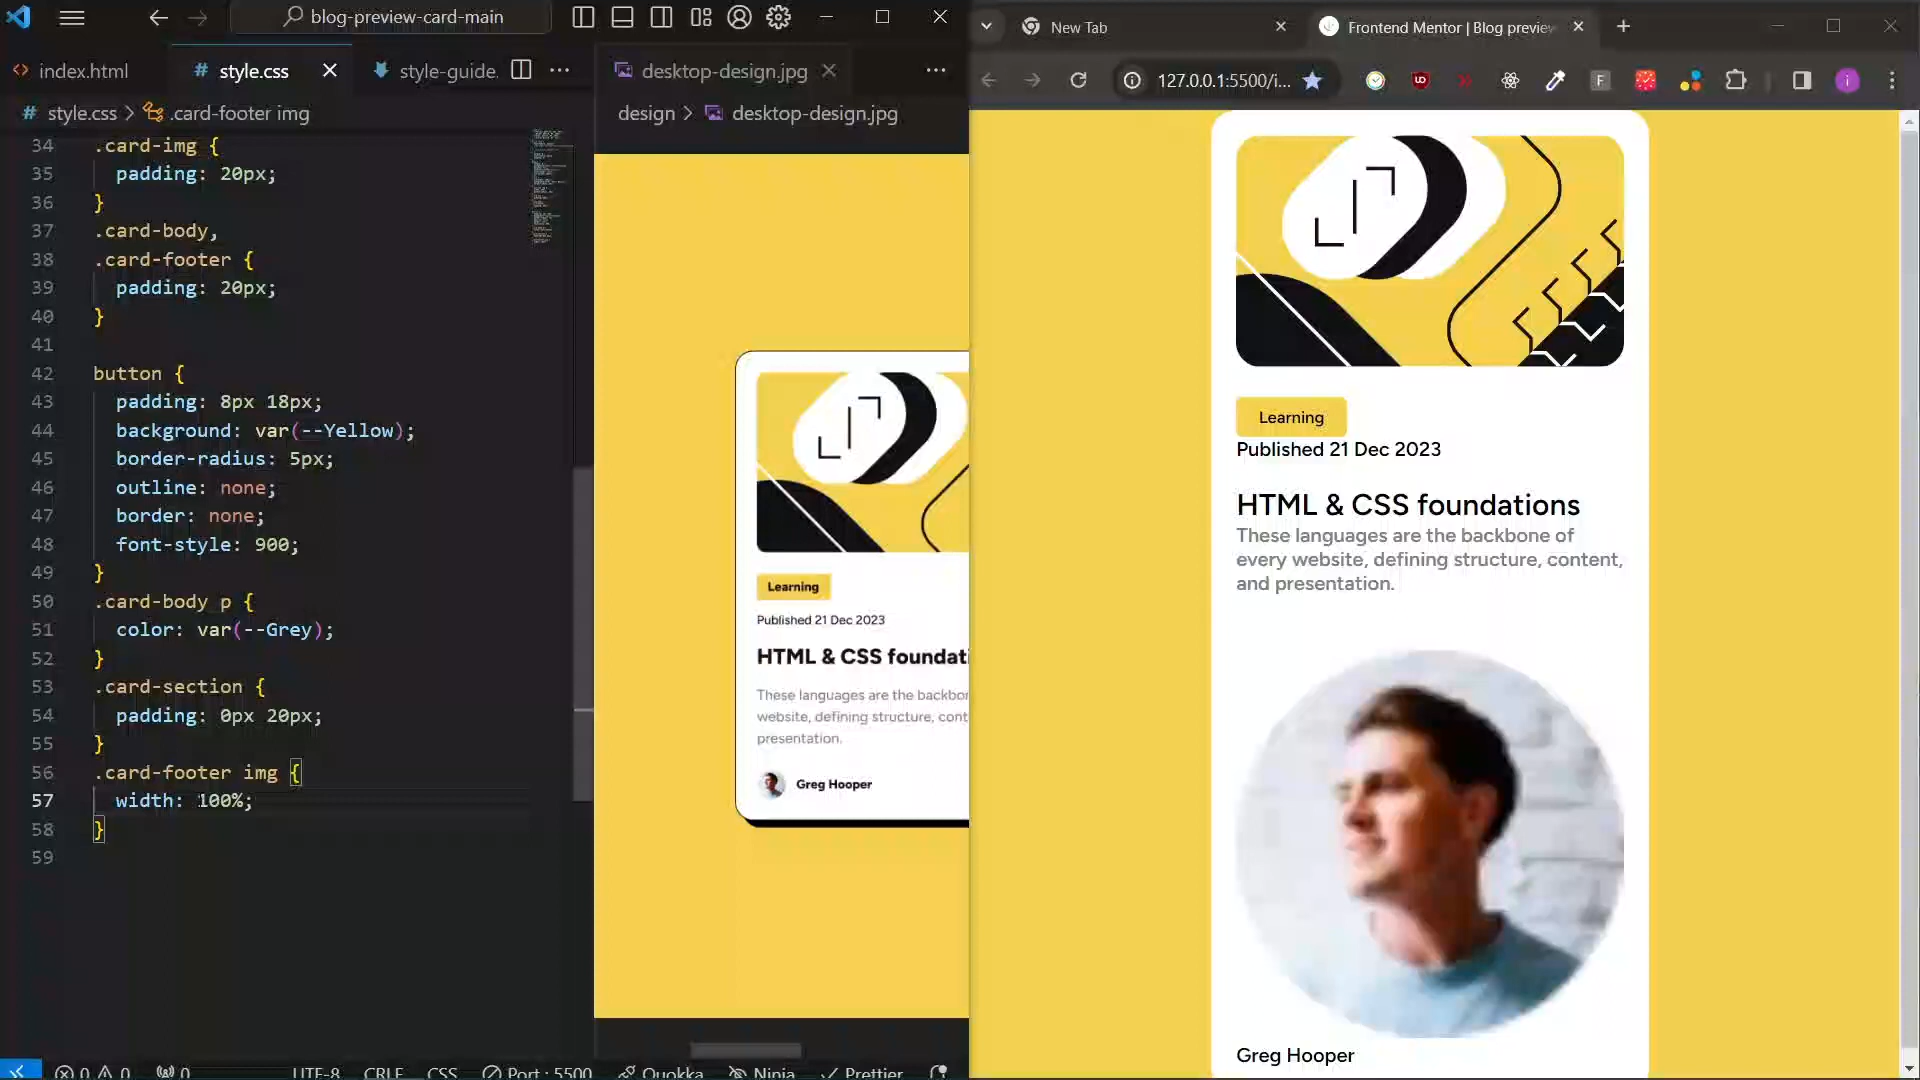 blog-preview-card-main
index.html
style.css
style-guide.
style.css
.card-footer img
34 .card-img {
35 padding: 20px;
36 }
37 .card-body,
38 .card-footer {
39 padding: 20px;
40 }
41
42 button {
43 padding: 8px 18px;
44 background: var(--Yellow);
45 border-radius: 5px;
46 outline: none;
47 border: none;
48 font-style: 900;
49 }
50 .card-body p {
51 color: var(--Grey);
52 }
53 .card-section {
54 padding: 0px 20px;
55 }
56 .card-footer img {
57 width: 100%;
58 }
59
0 0 0
UTF-8 CRLF CSS Port : 5500 Quokka Ninja Prettier
desktop-design.jpg
design > desktop-design.jpg
Learning
Published 21 Dec 2023
HTML & CSS foundati
These languages are the backbon
website, defining structure, cont
presentation.
Greg Hooper
New Tab
Frontend Mentor | Blog preview
127.0.0.1:5500/i...
Learning
Published 21 Dec 2023
HTML & CSS foundations
These languages are the backbone of
every website, defining structure, content,
and presentation.
Greg Hooper